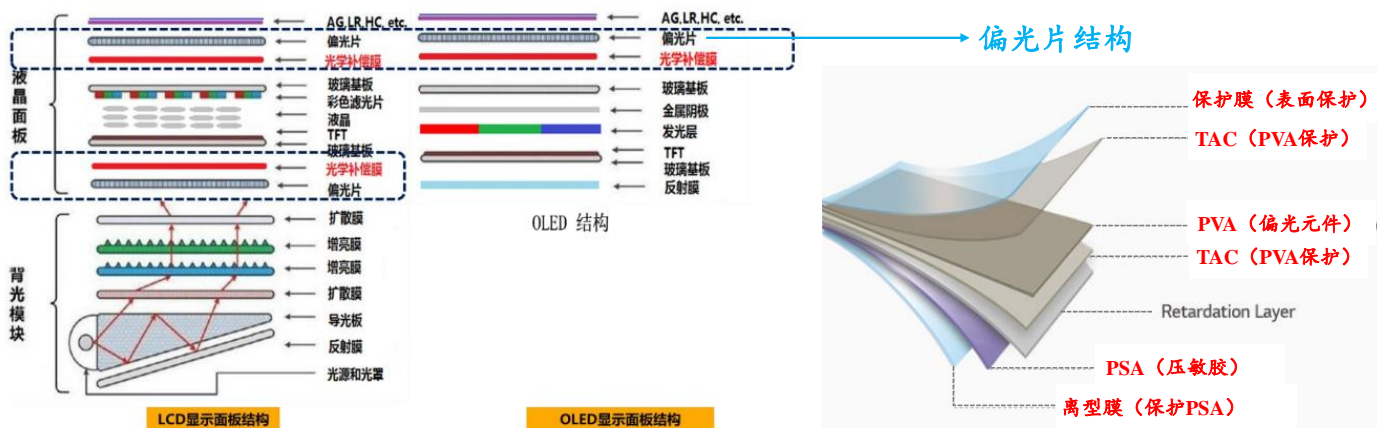 AG,LR,HC, etc.
偏光片
光学补偿膜
玻璃基板
彩色滤光片
液晶
TFT
玻璃基板
光学补偿膜
偏光片
液晶面板
扩散膜
增亮膜
增亮膜
扩散膜
导光板
反射膜
光源和光罩
背光模块
LCD显示面板结构
AG,LR,HC, etc.
偏光片
光学补偿膜
玻璃基板
金属阴极
发光层
TFT
玻璃基板
反射膜
OLED 结构
OLED显示面板结构
偏光片结构
保护膜（表面保护）
TAC（PVA保护）
PVA（偏光元件）
TAC（PVA保护）
Retardation Layer
PSA（压敏胶）
离型膜（保护PSA）